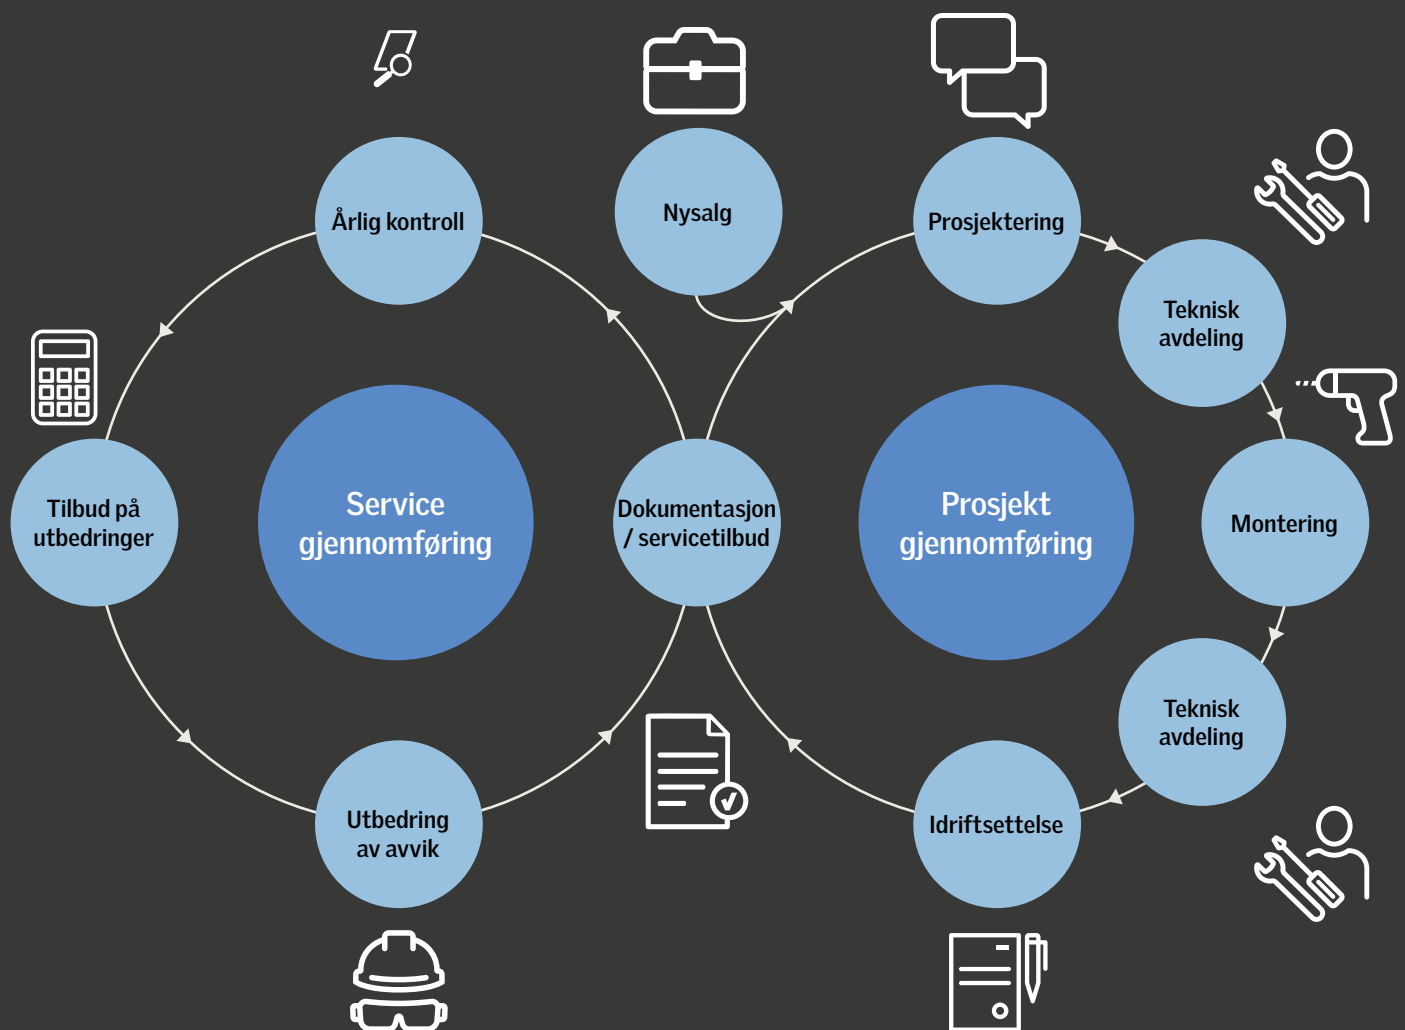 Årlig kontroll
Nysalg
Prosjektering
Teknisk
avdeling
Tilbud på
utbedringer
Service
gjennomføring
Dokumentasjon
/ servicetilbud
Prosjekt
gjennomføring
Montering
Teknisk
avdeling
Utbedring
av avvik
Idriftsettelse